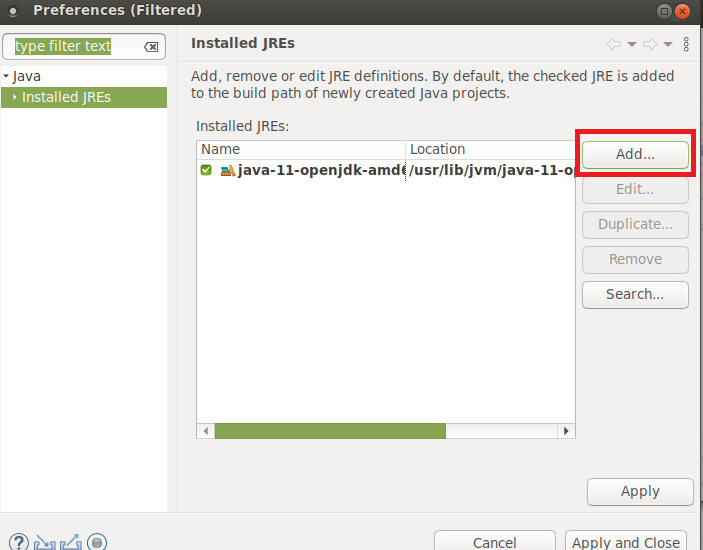 Preferences (Filtered)
type filter text
Java
Installed JREs
Installed JREs
Add, remove or edit JRE definitions. By default, the checked JRE is added
to the build path of newly created Java projects.
Installed JREs:
Name Location
java-11-openjdk-amd6 /usr/lib/jvm/java-11-o
Add...
Edit...
Duplicate...
Remove
Search...
Apply
?
Cancel Apply and Close